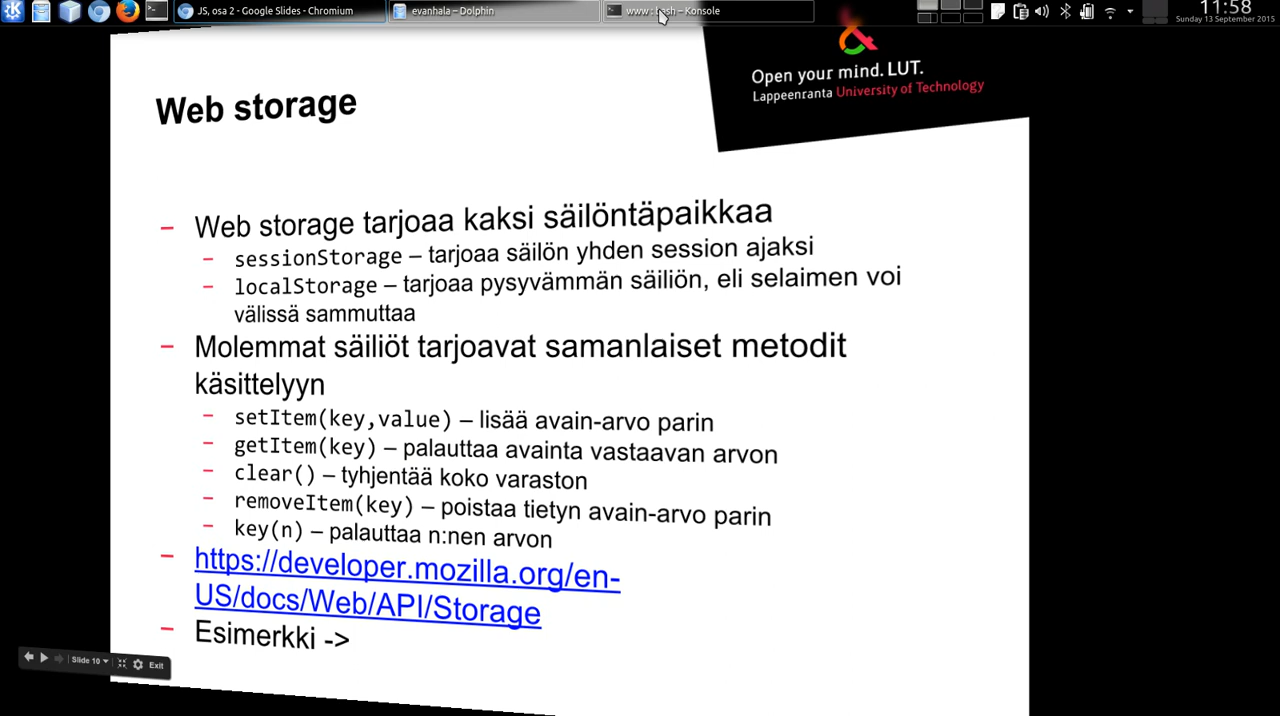 JS, osa 2 - Google Slides - Chromium
evanhala – Dolphin
www : bash – Konsole
11:58
Sunday 13 September 2015
Open your mind. LUT.
Lappeenranta University of Technology
Web storage
– Web storage tarjoaa kaksi säilöntäpaikkaa
– sessionStorage – tarjoaa säilön yhden session ajaksi
– localStorage – tarjoaa pysyvämmän säiliön, eli selaimen voi
välissä sammuttaa
– Molemmat säiliöt tarjoavat samanlaiset metodit
käsittelyyn
– setItem(key,value) – lisää avain-arvo parin
– getItem(key) – palauttaa avainta vastaavan arvon
– clear() – tyhjentää koko varaston
– removeItem(key) – poistaa tietyn avain-arvo parin
– key(n) – palauttaa n:nen arvon
– https://developer.mozilla.org/en-
US/docs/Web/API/Storage
– Esimerkki ->
Slide 10
Exit